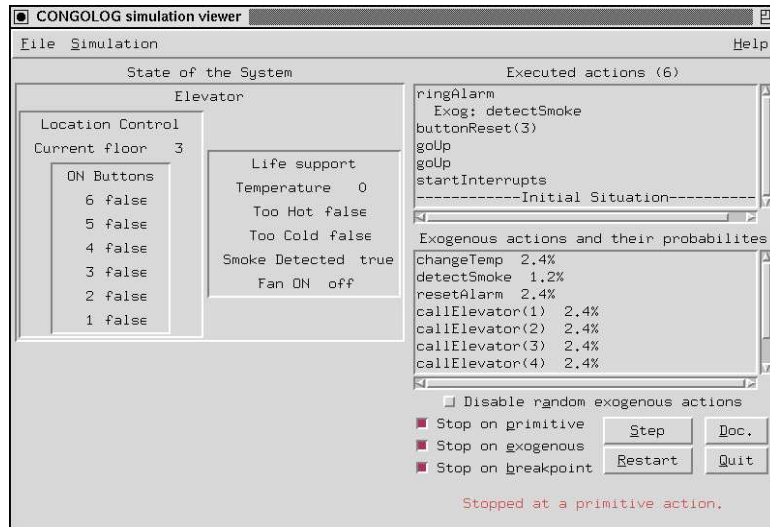 CONGOLOG simulation viewer
File Simulation Help
State of the System
Elevator
Location Control
Current floor 3
ON Buttons
6 false
5 false
4 false
3 false
2 false
1 false
Life support
Temperature 0
Too Hot false
Too Cold false
Smoke Detected true
Fan ON off
Executed actions (6)
ringAlarm
Exog: detectSmoke
buttonReset(3)
goUp
goUp
startInterrupts
------------Initial Situation----------
Exogenous actions and their probabilites
changeTemp 2.4%
detectSmoke 1.2%
resetAlarm 2.4%
callElevator(1) 2.4%
callElevator(2) 2.4%
callElevator(3) 2.4%
callElevator(4) 2.4%
Disable random exogenous actions
Stop on primitive
Stop on exogenous
Stop on breakpoint
Step
Doc.
Restart
Quit
Stopped at a primitive action.